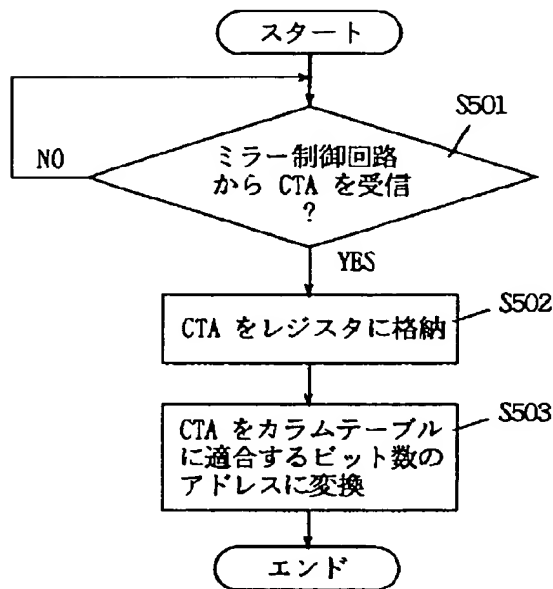 スタート
S501
ミラー制御回路
から CTA を受信
?
NO
YES
S502
CTA をレジスタに格納
S503
CTA をカラムテーブル
に適合するビット数の
アドレスに変換
エンド